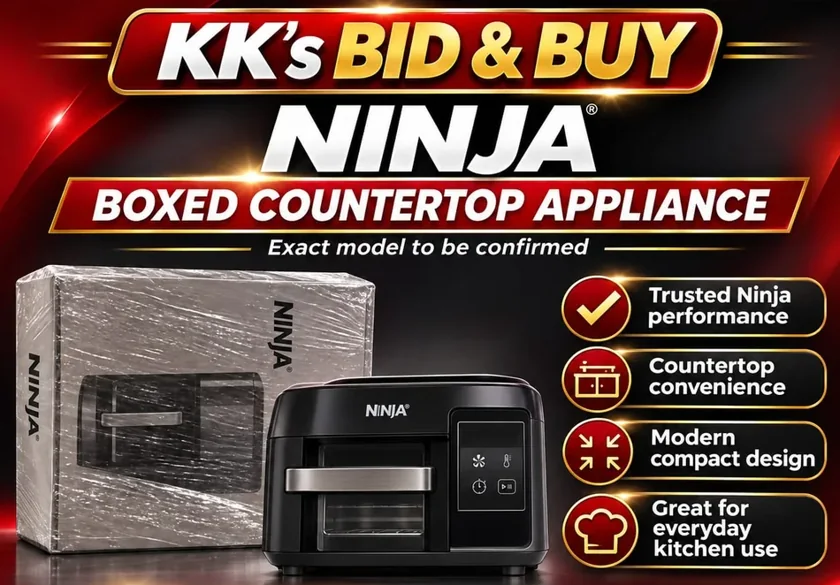 KK's BID & BUY
NINJA®
BOXED COUNTERTOP APPLIANCE
Exact model to be confirmed
NINJA®
NINJA®
NINJA®
Trusted Ninja
performance
Countertop
convenience
Modern
compact design
Great for
everyday
kitchen use